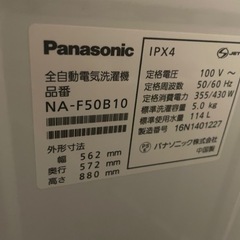 Panasonic
全自動電気洗濯機
品番
NA-F50B10
外形寸法
幅 562 mm
奥行 572 mm
高さ 880 mm
IPX4
定格電圧 100 V～
定格周波数 50/60 Hz
定格消費電力 355/430 W
標準洗濯容量 5.0 kg
標準使用水量 114 L
製造番号 16N1401227
パナソニック株式会社
中国製